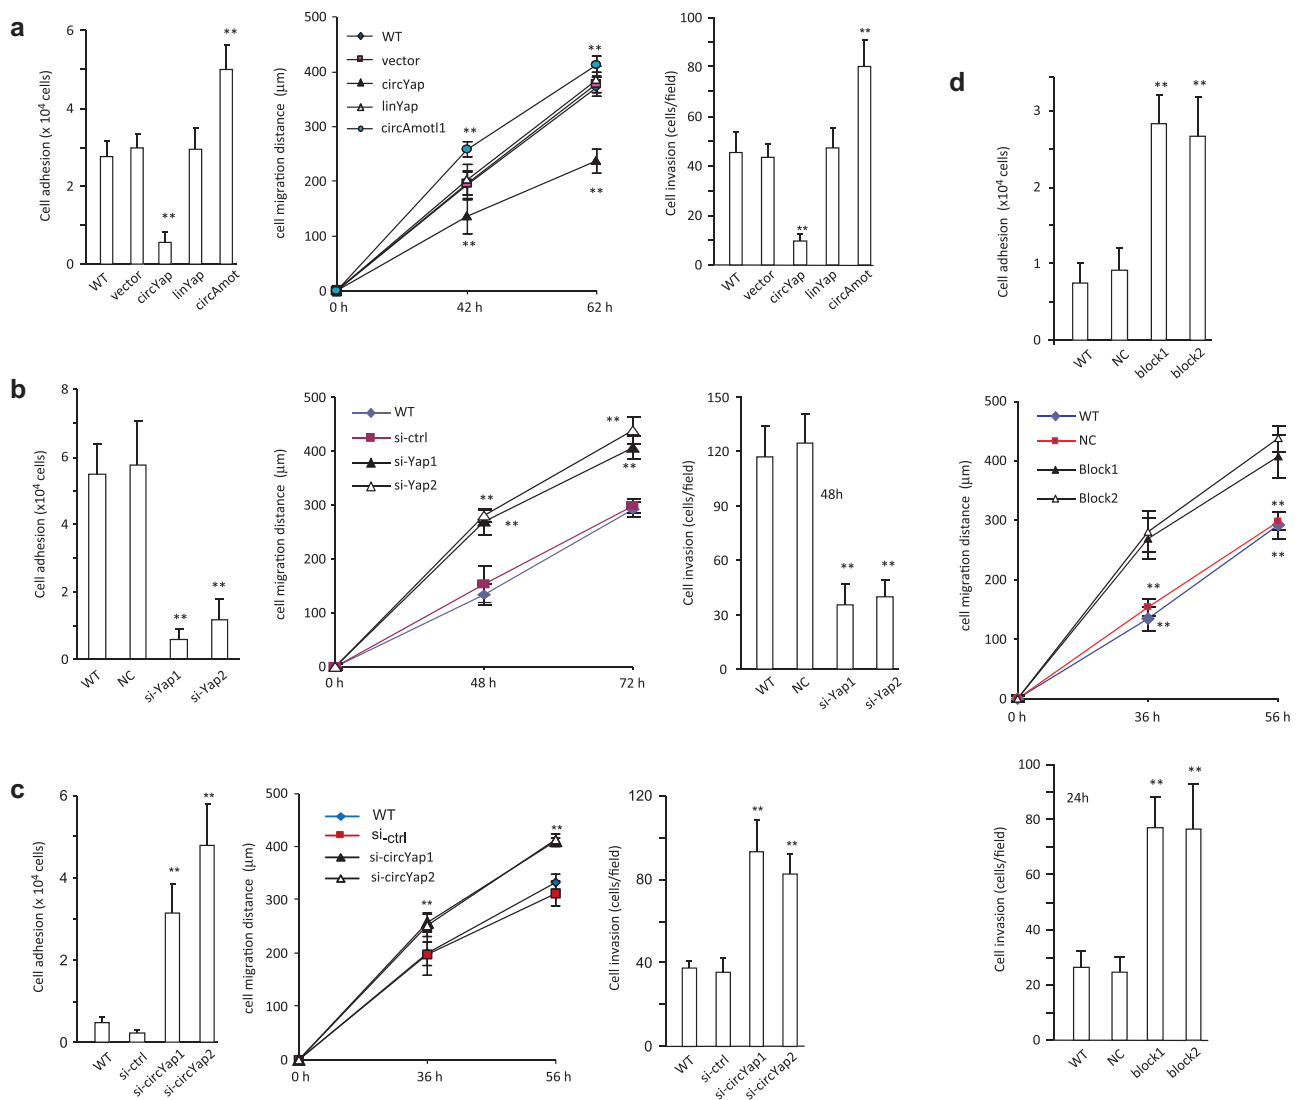 a
Cell adhesion (x 10⁴ cells)
6
4
2
0
**
**
WT
vector
circYap
linYap
circAmot
cell migration distance (μm)
500
400
300
200
100
0
WT
vector
circYap
linYap
circAmotl1
**
**
**
**
0 h
42 h
62 h
Cell invasion (cells/field)
100
80
60
40
20
0
**
**
WT
vector
circYap
linYap
circAmot
b
Cell adhesion (x10⁴ cells)
8
6
4
2
0
**
**
WT
NC
si-Yap1
si-Yap2
cell migration distance (μm)
500
400
300
200
100
0
WT
si-ctrl
si-Yap1
si-Yap2
**
**
**
**
0 h
48 h
72 h
Cell invasion (cells/field)
150
120
90
60
30
0
48h
**
**
WT
NC
si-Yap1
si-Yap2
c
Cell adhesion (x 10⁴ cells)
6
4
2
0
**
**
WT
si-ctrl
si-circYap1
si-circYap2
cell migration distance (μm)
500
400
300
200
100
0
WT
si-ctrl
si-circYap1
si-circYap2
**
**
0 h
36 h
56 h
Cell invasion (cells/field)
120
80
60
40
0
**
**
WT
si-ctrl
si-circYap1
si-circYap2
d
Cell adhesion (x10⁴ cells)
3
2
1
0
**
**
WT
NC
block1
block2
cell migration distance (μm)
500
400
300
200
100
0
WT
NC
Block1
Block2
**
**
**
**
0 h
36 h
56 h
Cell invasion (cells/field)
100
80
60
40
20
0
24h
**
**
WT
NC
block1
block2